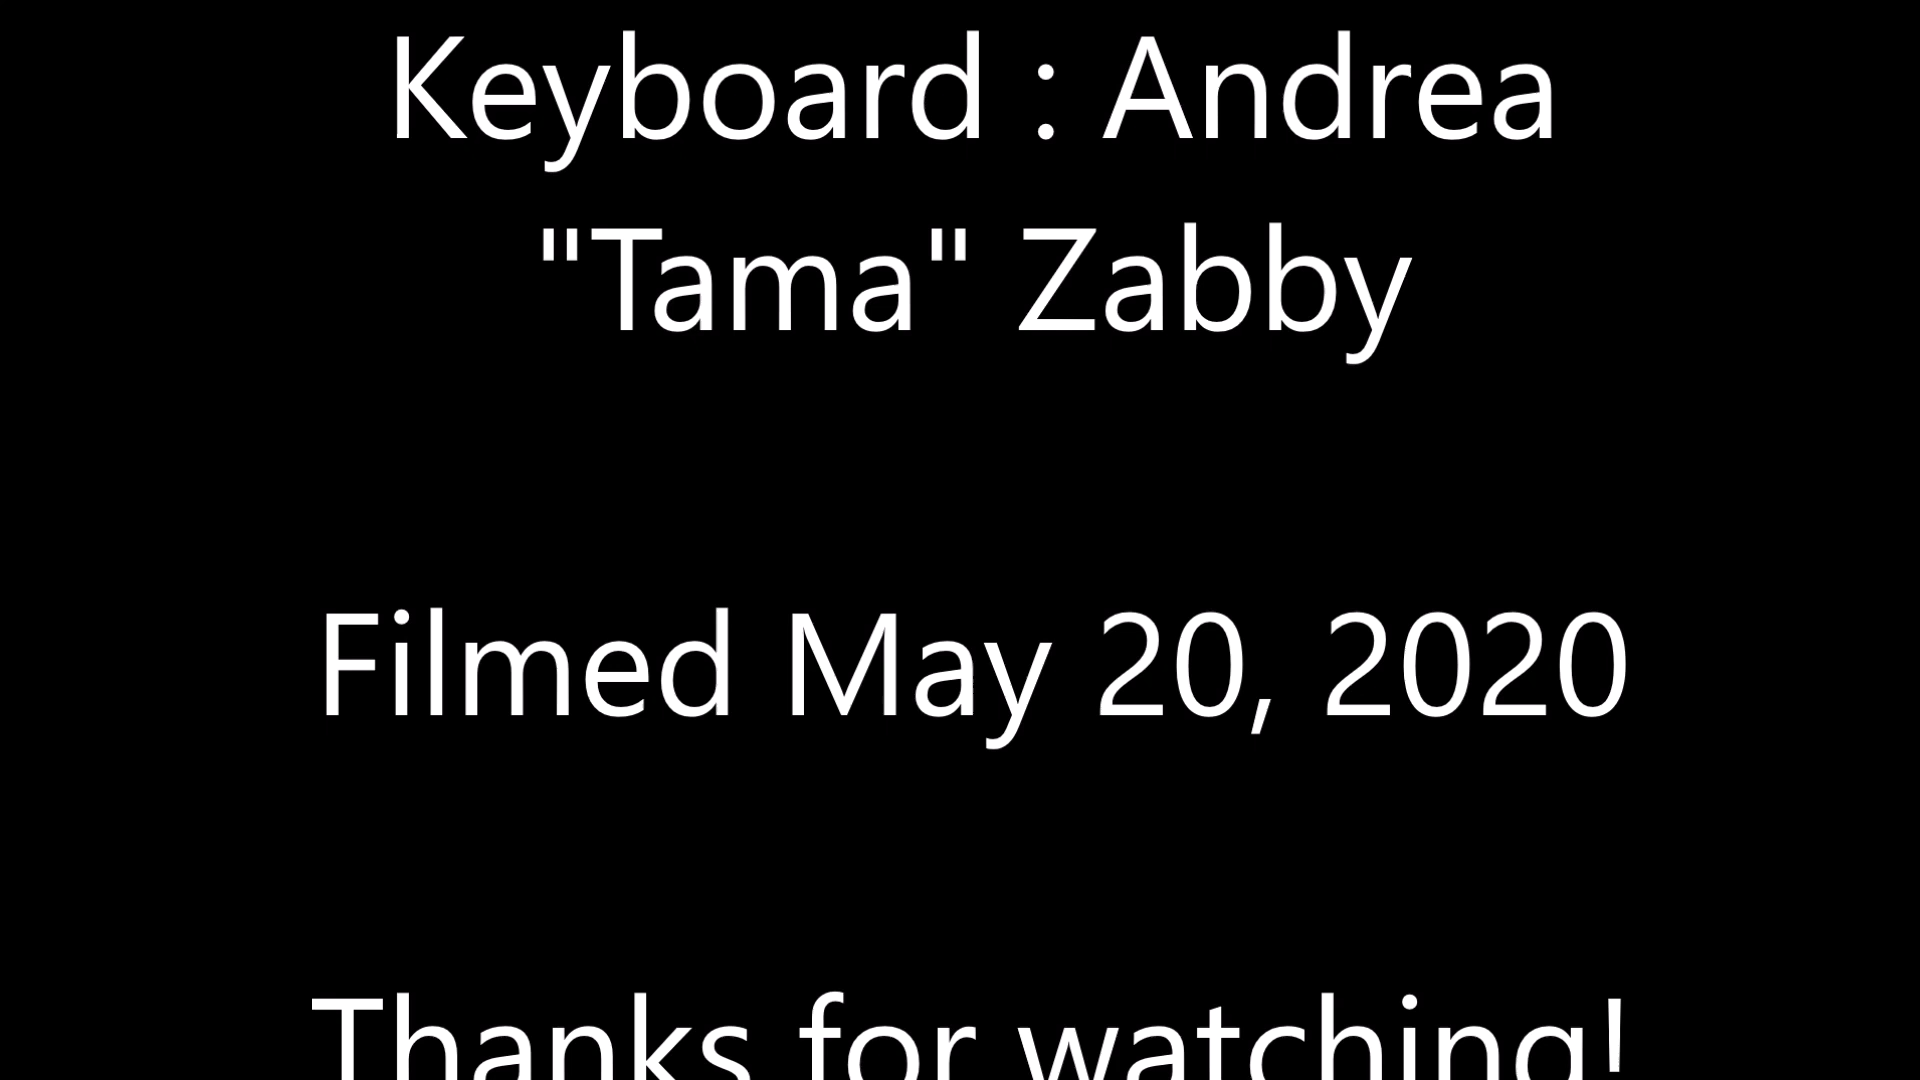 Keyboard : Andrea
"Tama" Zabby
Filmed May 20, 2020
Thanks for watching!